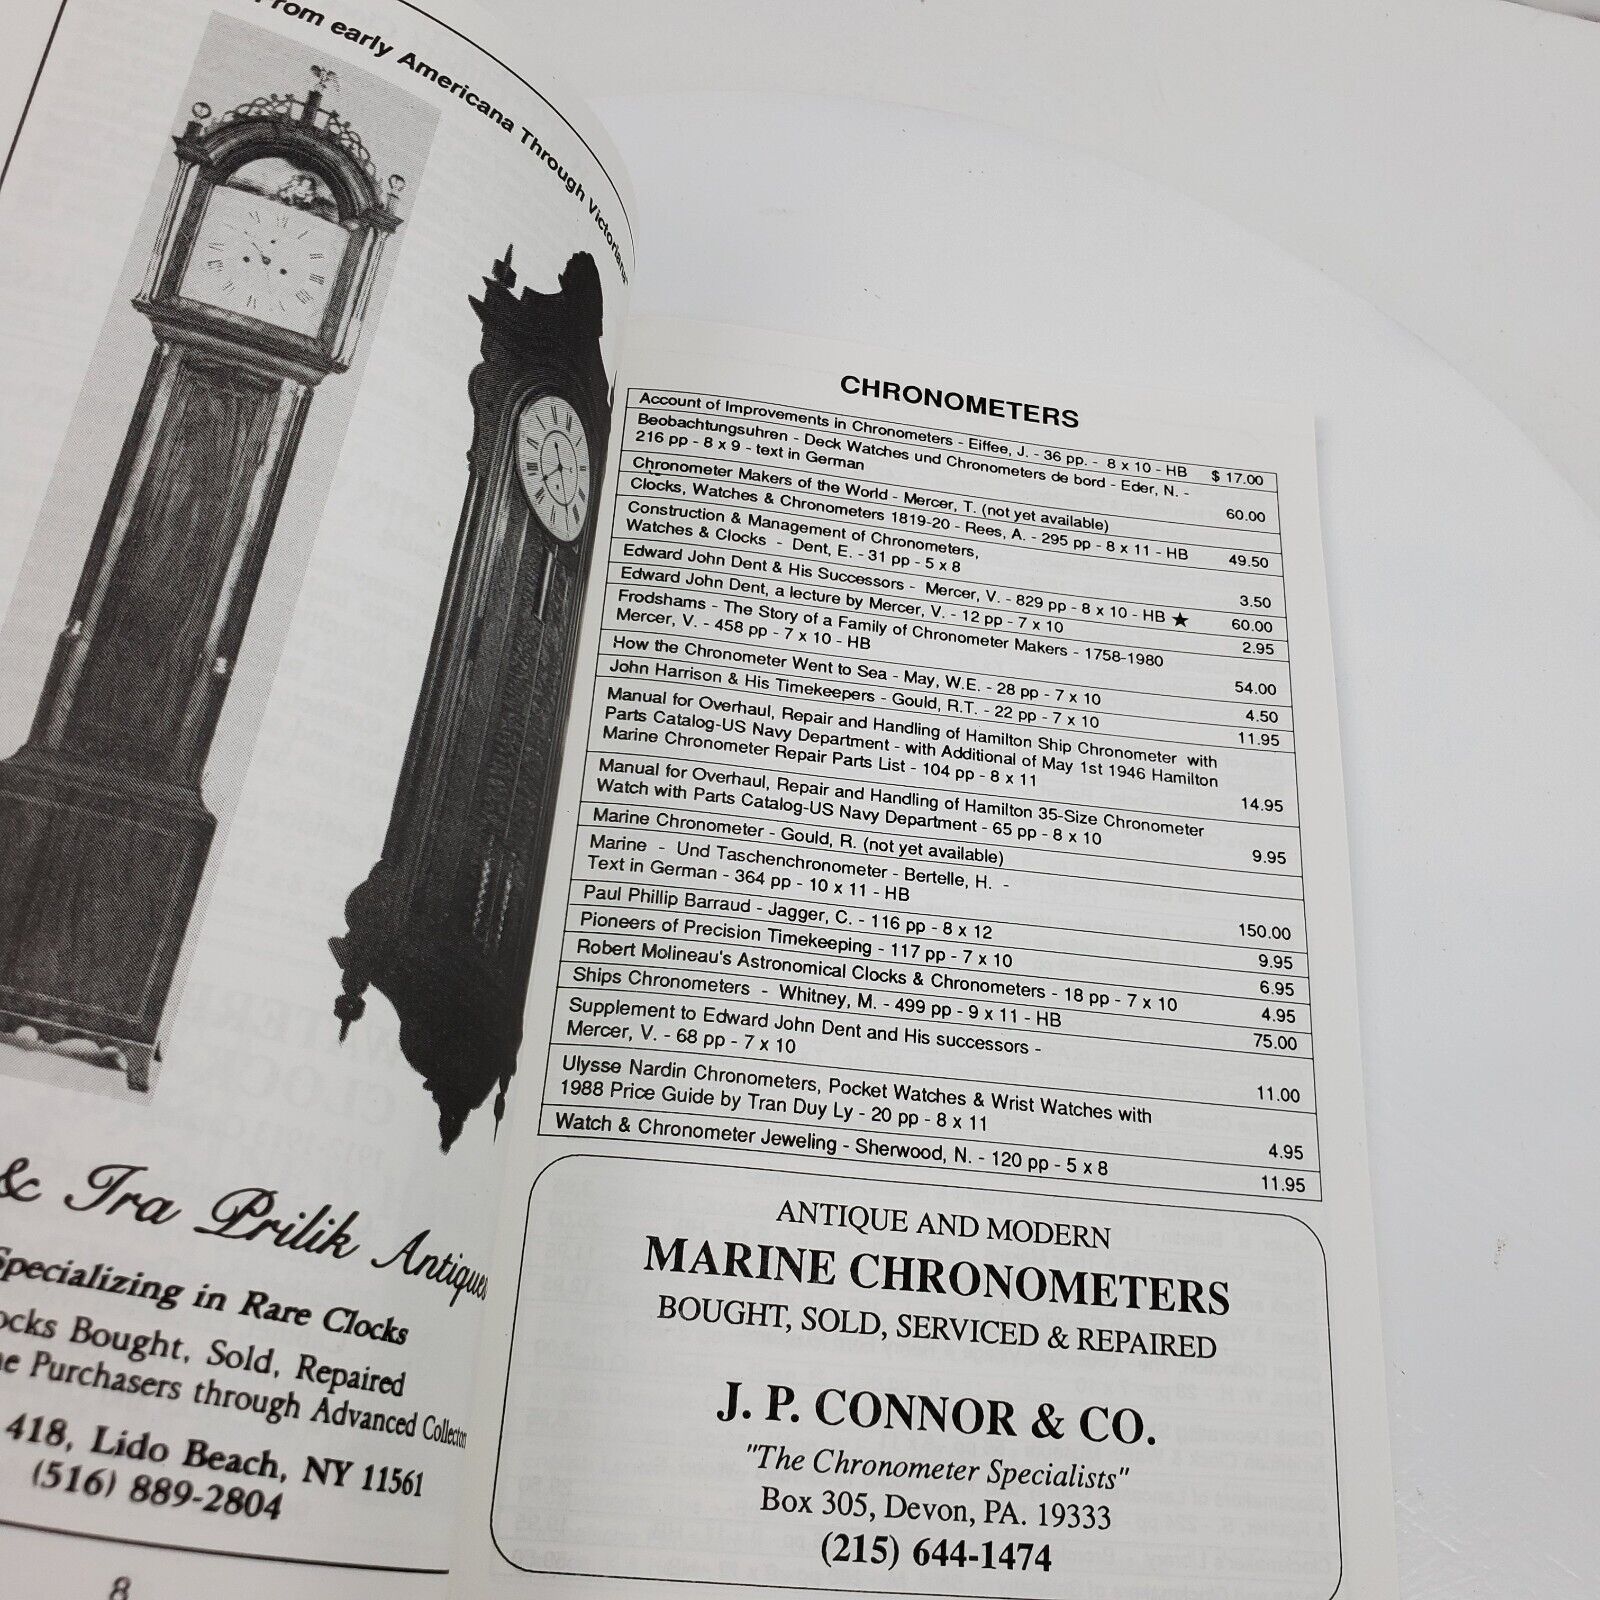 From early Americana Through Victoriana"
& Ira Prilik Antiques
Specializing in Rare Clocks
Bought, Sold, Repaired
Purchasers through Advanced Collectors
418, Lido Beach, NY 11561
(516) 889-2804
8
CHRONOMETERS
Account of Improvements in Chronometers - Eiffee, J. - 36 pp. - 8 x 10 - HB $ 17.00
Beobachtungsuhren - Deck Watches und Chronometers de bord - Eder, N. -
216 pp - 8 x 9 - text in German 60.00
Chronometer Makers of the World - Mercer, T. (not yet available)
Clocks, Watches & Chronometers 1819-20 - Rees, A. - 295 pp - 8 x 11 - HB 49.50
Construction & Management of Chronometers,
Watches & Clocks - Dent, E. - 31 pp - 5 x 8 3.50
Edward John Dent & His Successors - Mercer, V. - 829 pp - 8 x 10 - HB ★ 60.00
Edward John Dent, a lecture by Mercer, V. - 12 pp - 7 x 10 2.95
Frodshams - The Story of a Family of Chronometer Makers - 1758-1980
Mercer, V. - 458 pp - 7 x 10 - HB 54.00
How the Chronometer Went to Sea - May, W.E. - 28 pp - 7 x 10 4.50
John Harrison & His Timekeepers - Gould, R.T. - 22 pp - 7 x 10 11.95
Manual for Overhaul, Repair and Handling of Hamilton Ship Chronometer with
Parts Catalog-US Navy Department - with Additional of May 1st 1946 Hamilton
Marine Chronometer Repair Parts List - 104 pp - 8 x 11 14.95
Manual for Overhaul, Repair and Handling of Hamilton 35-Size Chronometer
Watch with Parts Catalog-US Navy Department - 65 pp - 8 x 10 9.95
Marine Chronometer - Gould, R. (not yet available)
Marine - Und Taschenchronometer - Bertelle, H. -
Text in German - 364 pp - 10 x 11 - HB 150.00
Paul Phillip Barraud - Jagger, C. - 116 pp - 8 x 12 9.95
Pioneers of Precision Timekeeping - 117 pp - 7 x 10 6.95
Robert Molineau's Astronomical Clocks & Chronometers - 18 pp - 7 x 10 4.95
Ships Chronometers - Whitney, M. - 499 pp - 9 x 11 - HB 75.00
Supplement to Edward John Dent and His successors -
Mercer, V. - 68 pp - 7 x 10 11.00
Ulysse Nardin Chronometers, Pocket Watches & Wrist Watches with
1988 Price Guide by Tran Duy Ly - 20 pp - 8 x 11 4.95
Watch & Chronometer Jeweling - Sherwood, N. - 120 pp - 5 x 8 11.95
ANTIQUE AND MODERN
MARINE CHRONOMETERS
BOUGHT, SOLD, SERVICED & REPAIRED
J. P. CONNOR & CO.
"The Chronometer Specialists"
Box 305, Devon, PA. 19333
(215) 644-1474